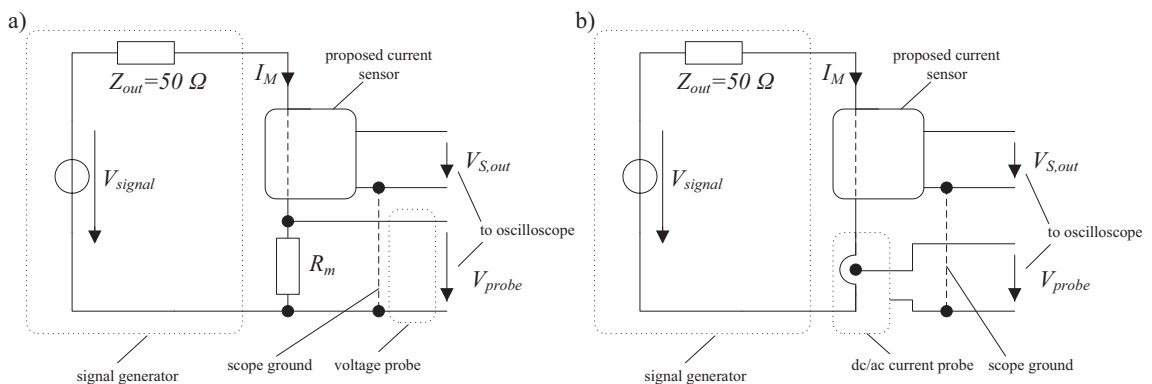 a)
proposed current
sensor
Z_out=50 Ω
I_M
V_signal
V_S,out
to oscilloscope
R_m
V_probe
scope ground
voltage probe
signal generator
b)
proposed current
sensor
Z_out=50 Ω
I_M
V_signal
V_S,out
to oscilloscope
V_probe
signal generator
dc/ac current probe
scope ground